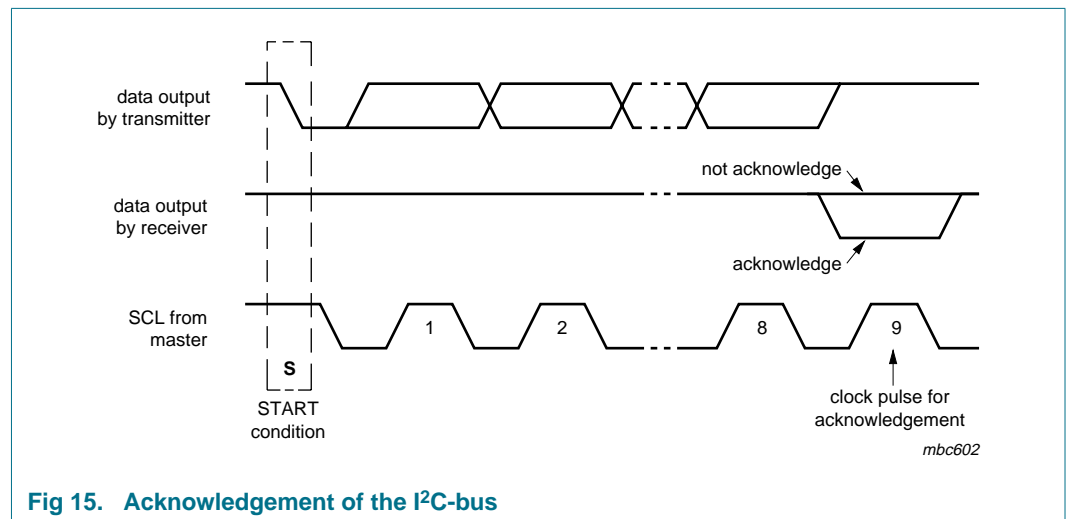 data output
by transmitter
not acknowledge
data output
by receiver
acknowledge
SCL from
master
1
2
8
9
S
START
condition
clock pulse for
acknowledgement
mbc602
Fig 15. Acknowledgement of the I²C-bus